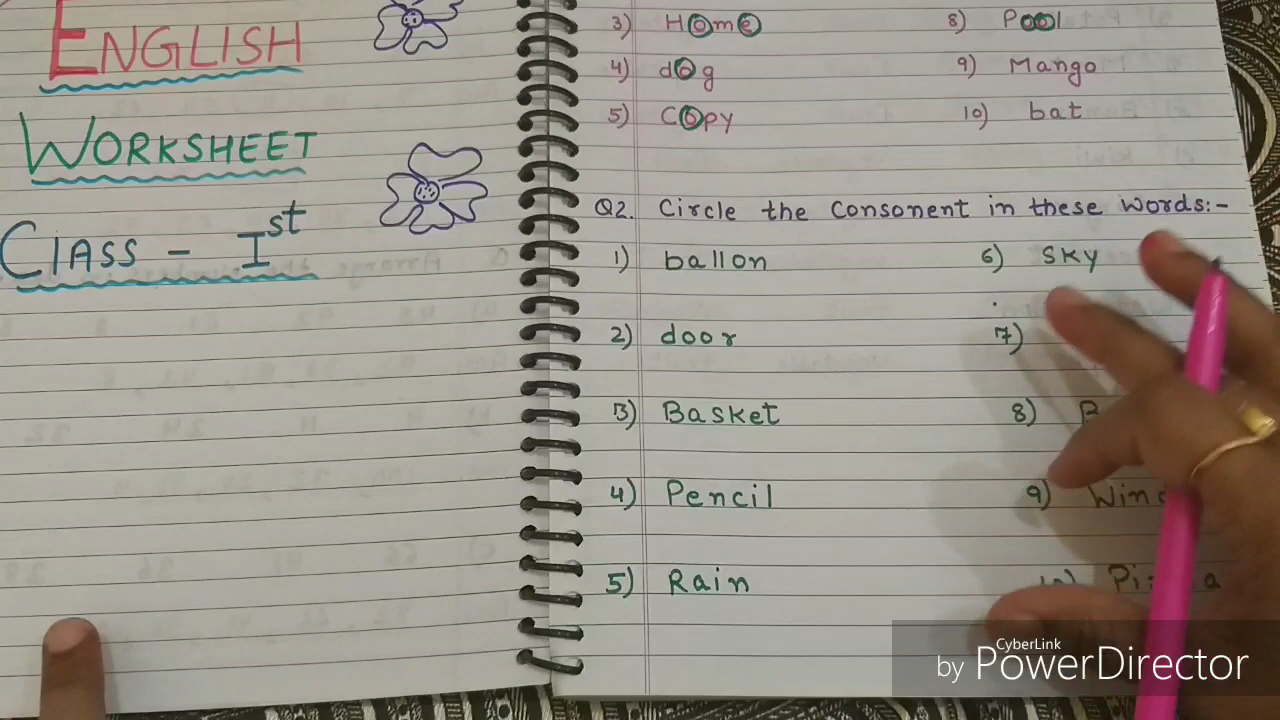 ENGLISH
WORKSHEET
Class - Ist
3) Home
4) dog
5) Copy
8) Pool
9) Mango
10) bat
Q2. Circle the Consonent in these words:-
1) ballon
2) door
3) Basket
4) Pencil
5) Rain
6) Sky
7)
8)
9)
CyberLink
by PowerDirector